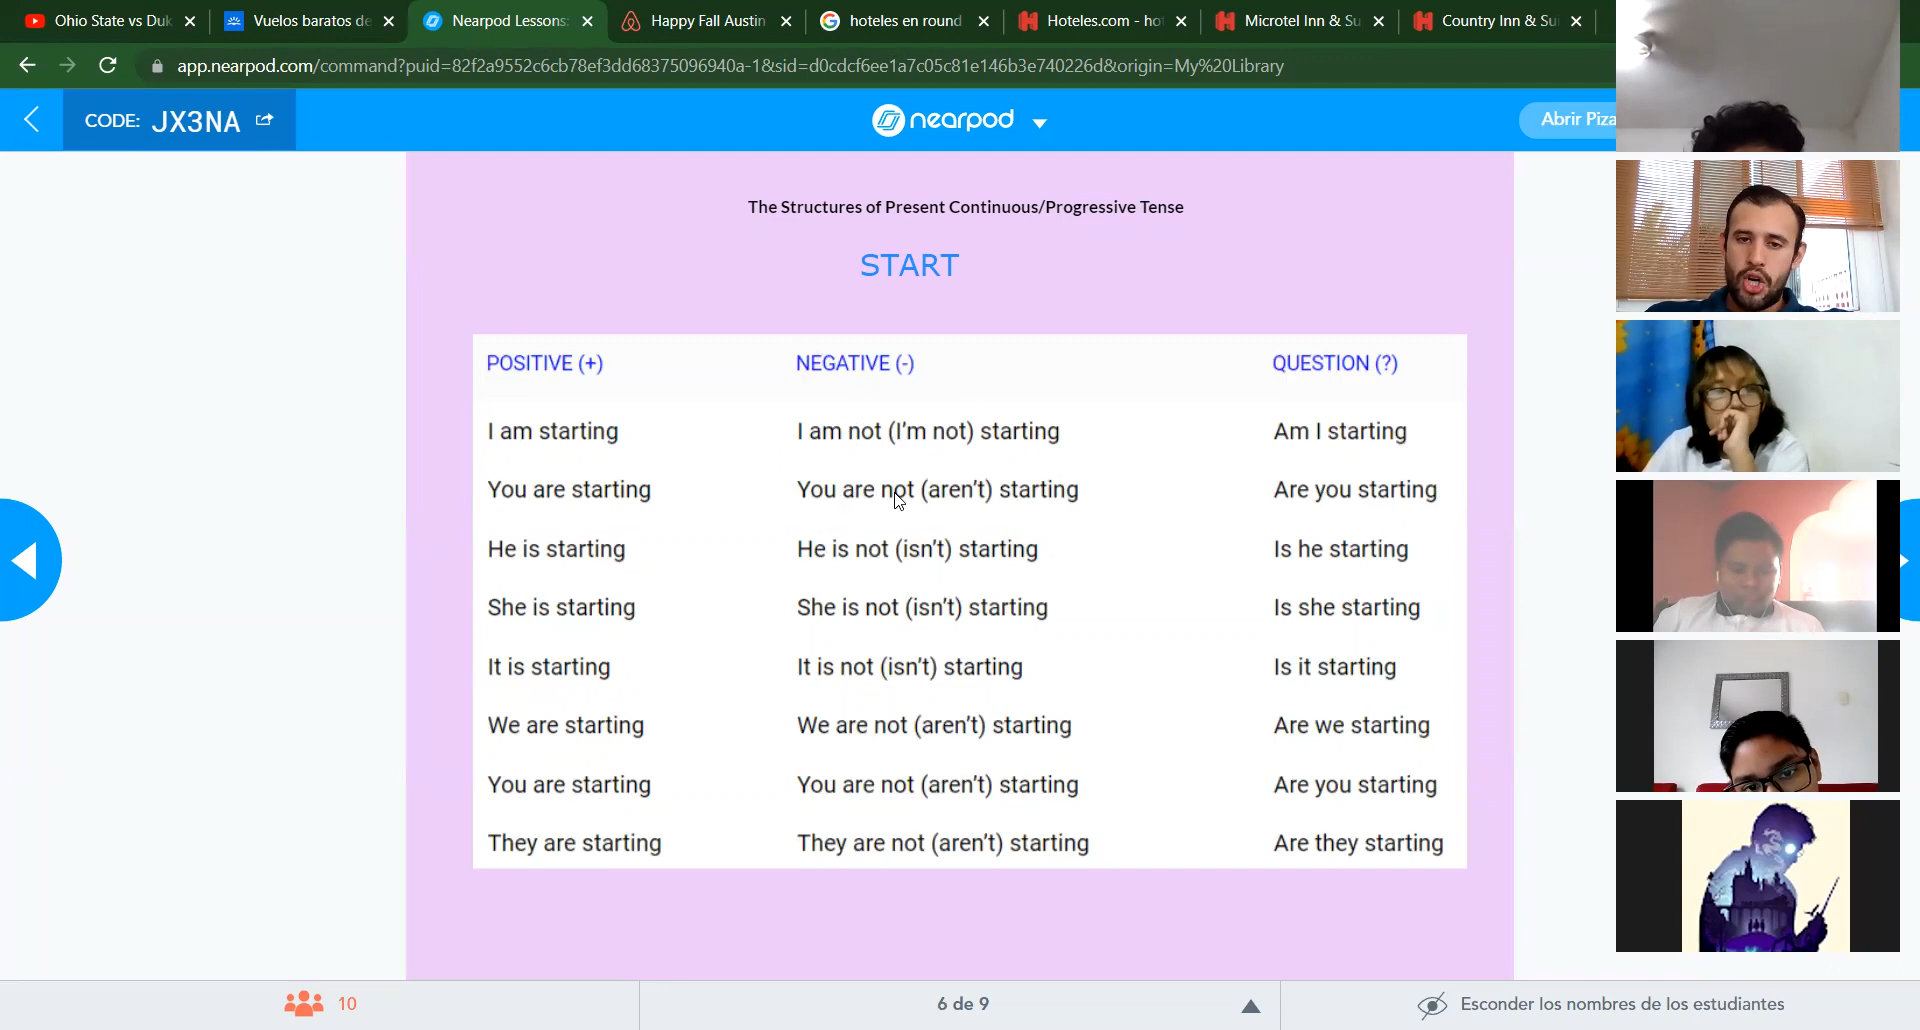 Ohio State vs Duk
Vuelos baratos de
Nearpod Lessons:
Happy Fall Austin
hoteles en round
Hoteles.com - hot
Microtel Inn & Su
Country Inn & Sui
app.nearpod.com/command?puid=82f2a9552c6cb78ef3dd68375096940a-1&sid=d0cdcf6ee1a7c05c81e146b3e740226d&origin=My%20Library
CODE: JX3NA
nearpod
Abrir Piza
The Structures of Present Continuous/Progressive Tense
START
POSITIVE (+) NEGATIVE (-) QUESTION (?)
I am starting I am not (I'm not) starting Am I starting
You are starting You are not (aren't) starting Are you starting
He is starting He is not (isn't) starting Is he starting
She is starting She is not (isn't) starting Is she starting
It is starting It is not (isn't) starting Is it starting
We are starting We are not (aren't) starting Are we starting
You are starting You are not (aren't) starting Are you starting
They are starting They are not (aren't) starting Are they starting
10
6 de 9
Esconder los nombres de los estudiantes